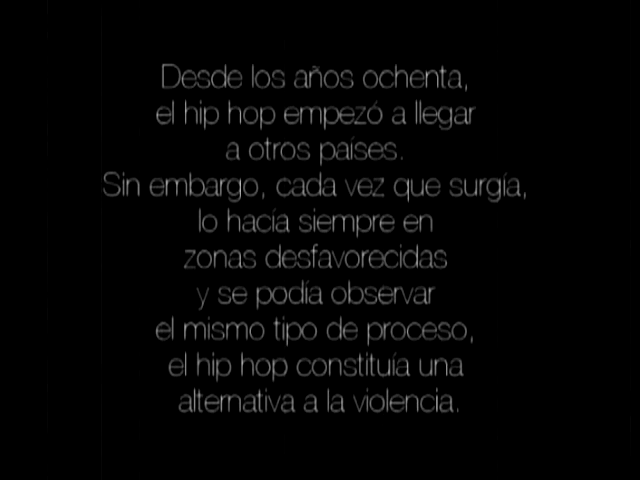 Desde los años ochenta,
el hip hop empezó a llegar
a otros países.
Sin embargo, cada vez que surgía,
lo hacía siempre en
zonas desfavorecidas
y se podía observar
el mismo tipo de proceso,
el hip hop constituía una
alternativa a la violencia.